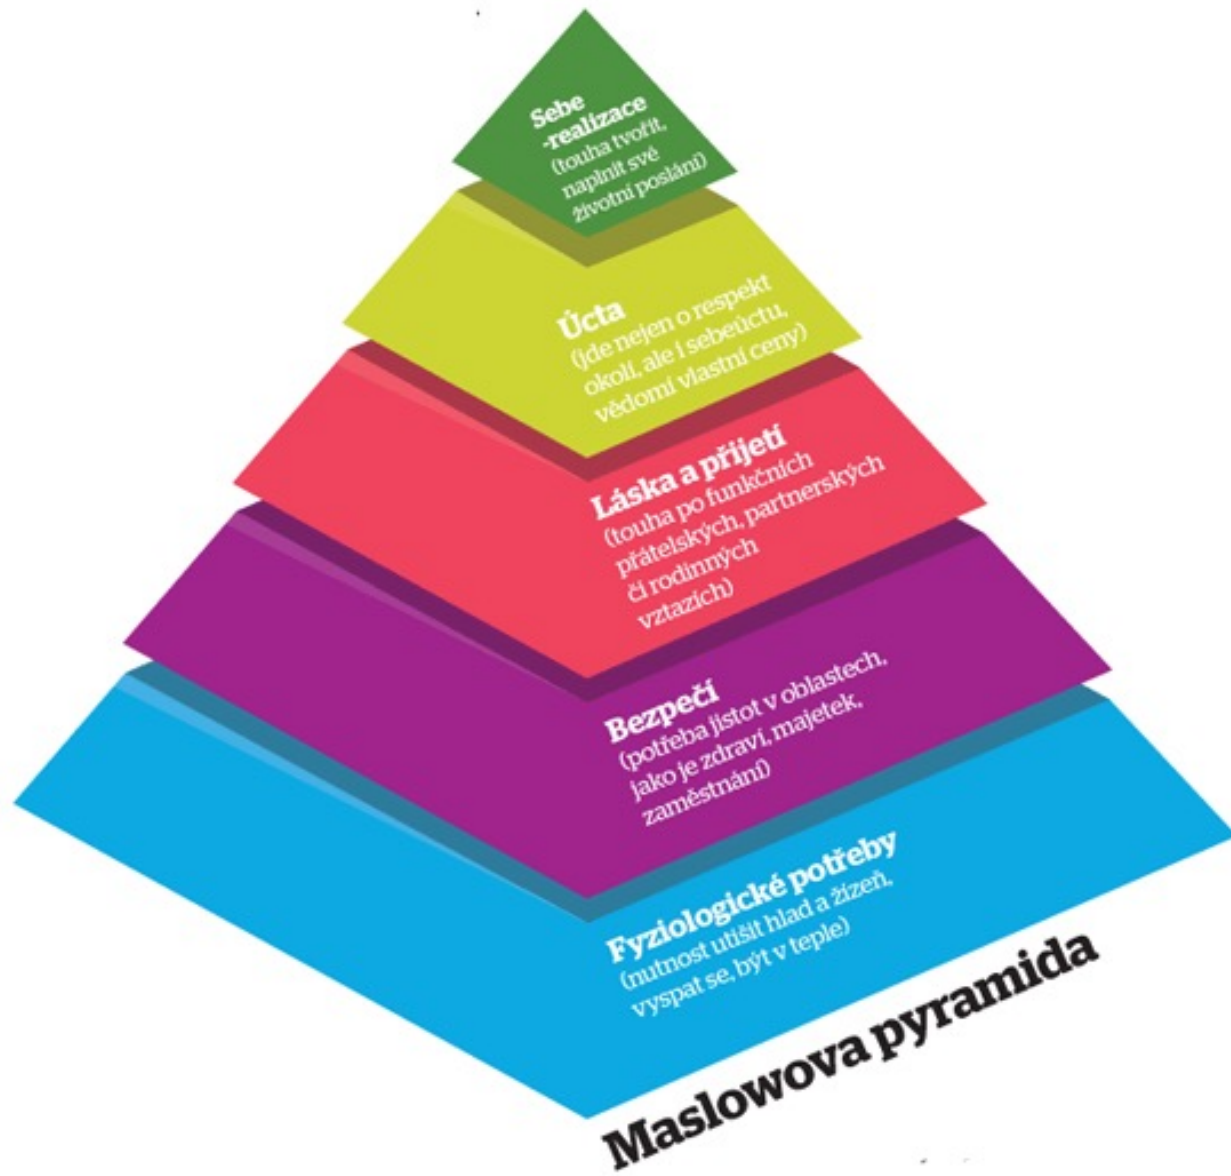 Sebe
-realizace
(touha tvořit,
naplnit své
životní poslání)
Úcta
(jde nejen o respekt
okolí, ale i sebeúctu,
vědomí vlastní ceny)
Láska a přijetí
(touha po funkčních
přátelských, partnerských
či rodinných
vztazích)
Bezpečí
(potřeba jistot v oblastech,
jako je zdraví, majetek,
zaměstnání)
Fyziologické potřeby
(nutnost utišit hlad a žízeň,
vyspat se, být v teple)
Maslowova pyramida